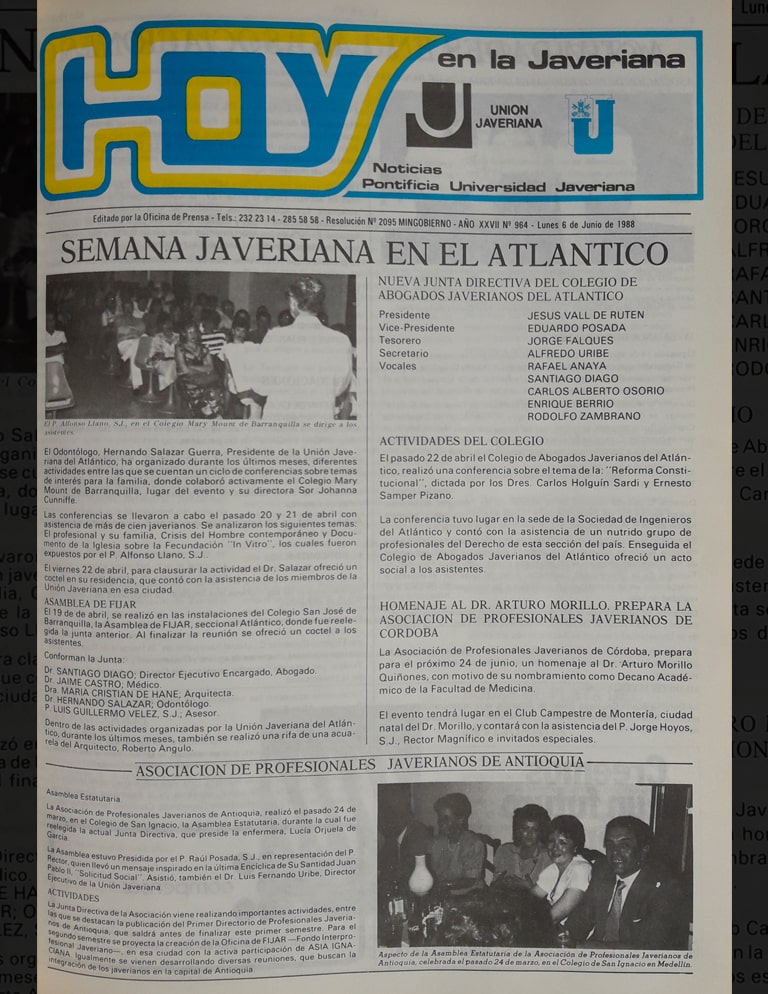 HOY
en la Javeriana
UNION
JAVERIANA
Noticias
Pontificia Universidad Javeriana
Editado por la Oficina de Prensa - Tels.: 232 23 14 - 285 58 58 - Resolución Nº 2095 MINGOBIERNO - AÑO XXVII Nº 964 - Lunes 6 de Junio de 1988
SEMANA JAVERIANA EN EL ATLANTICO
El P. Alfonso Llano, S.J., en el Colegio Mary Mount de Barranquilla se dirige a los
asistentes.
El Odontólogo, Hernando Salazar Guerra, Presidente de la Unión Jave-
riana del Atlántico, ha organizado durante los últimos meses, diferentes
actividades entre las que se cuentan un ciclo de conferencias sobre temas
de interés para la familia, donde colaboró activamente el Colegio Mary
Mount de Barranquilla, lugar del evento y su directora Sor Johanna
Cunniffe.
Las conferencias se llevaron a cabo el pasado 20 y 21 de abril con
asistencia de más de cien javerianos. Se analizaron los siguientes temas:
El profesional y su familia, Crisis del Hombre contemporáneo y Docu-
mento de la Iglesia sobre la Fecundación "In Vitro", los cuales fueron
expuestos por el P. Alfonso Llano, S.J.
El viernes 22 de abril, para clausurar la actividad el Dr. Salazar ofreció un
coctel en su residencia, que contó con la asistencia de los miembros de la
Unión Javeriana en esa ciudad.
ASAMBLEA DE FIJAR
El 19 de abril, se realizó en las instalaciones del Colegio San José de
Barranquilla, la Asamblea de FIJAR, seccional Atlántico, donde fue reele-
gida la junta anterior. Al finalizar la reunión se ofreció un coctel a los
asistentes.
Conforman la Junta:
Dr. SANTIAGO DIAGO; Director Ejecutivo Encargado, Abogado.
Dr. JAIME CASTRO; Médico.
Dra. MARIA CRISTIAN DE HANE; Arquitecta.
Dr. HERNANDO SALAZAR; Odontólogo.
P. LUIS GUILLERMO VELEZ, S.J.; Asesor.
Dentro de las actividades organizadas por la Unión Javeriana del Atlán-
tico, durante los últimos meses, también se realizó una rifa de una acua-
rela del Arquitecto, Roberto Angulo.
NUEVA JUNTA DIRECTIVA DEL COLEGIO DE
ABOGADOS JAVERIANOS DEL ATLANTICO
Presidente JESUS VALL DE RUTEN
Vice-Presidente EDUARDO POSADA
Tesorero JORGE FALQUES
Secretario ALFREDO URIBE
Vocales RAFAEL ANAYA
SANTIAGO DIAGO
CARLOS ALBERTO OSORIO
ENRIQUE BERRIO
RODOLFO ZAMBRANO
ACTIVIDADES DEL COLEGIO
El pasado 22 de abril el Colegio de Abogados Javerianos del Atlán-
tico, realizó una conferencia sobre el tema de la: "Reforma Consti-
tucional", dictada por los Dres. Carlos Holguín Sardi y Ernesto
Samper Pizano.
La conferencia tuvo lugar en la sede de la Sociedad de Ingenieros
del Atlántico y contó con la asistencia de un nutrido grupo de
profesionales del Derecho de esta sección del país. Enseguida el
Colegio de Abogados Javerianos del Atlántico ofreció un acto
social a los asistentes.
HOMENAJE AL DR. ARTURO MORILLO. PREPARA LA
ASOCIACION DE PROFESIONALES JAVERIANOS DE
CORDOBA
La Asociación de Profesionales Javerianos de Córdoba, prepara
para el próximo 24 de junio, un homenaje al Dr. Arturo Morillo
Quiñones, con motivo de su nombramiento como Decano Acadé-
mico de la Facultad de Medicina.
El evento tendrá lugar en el Club Campestre de Montería, ciudad
natal del Dr. Morillo, y contará con la asistencia del P. Jorge Hoyos,
S.J., Rector Magnífico e invitados especiales.
ASOCIACION DE PROFESIONALES JAVERIANOS DE ANTIOQUIA
Asamblea Estatutaria
La Asociación de Profesionales Javerianos de Antioquia, realizó el pasado 24 de
marzo, en el Colegio de San Ignacio, la Asamblea Estatutaria, durante la cual fue
reelegida la actual Junta Directiva, que preside la enfermera, Lucía Orjuela de
García.
La Asamblea estuvo Presidida por el P. Raúl Posada, S.J., en representación del P.
Rector, quien llevó un mensaje inspirado en la última Encíclica de Su Santidad Juan
Pablo II, "Solicitud Social". Asistió, también el Dr. Luis Fernando Uribe, Director
Ejecutivo de la Unión Javeriana.
ACTIVIDADES
La Junta Directiva de la Asociación viene realizando importantes actividades, entre
las que se destacan la publicación del Primer Directorio de Profesionales Javeria-
nos de Antioquia, que saldrá antes de finalizar este primer semestre. Para el
segundo semestre se proyecta la creación de la Oficina de FIJAR —Fondo Interpro-
fesional Javeriano—, en esa ciudad con la activa participación de ASIA IGNA-
CIANA. Igualmente se vienen desarrollando diversas reuniones, que buscan la
integración de los javerianos en la capital de Antioquia.
Aspecto de la Asamblea Estatutaria de la Asociación de Profesionales Javerianos de
Antioquia, celebrada el pasado 24 de marzo, en el Colegio de San Ignacio en Medellín.